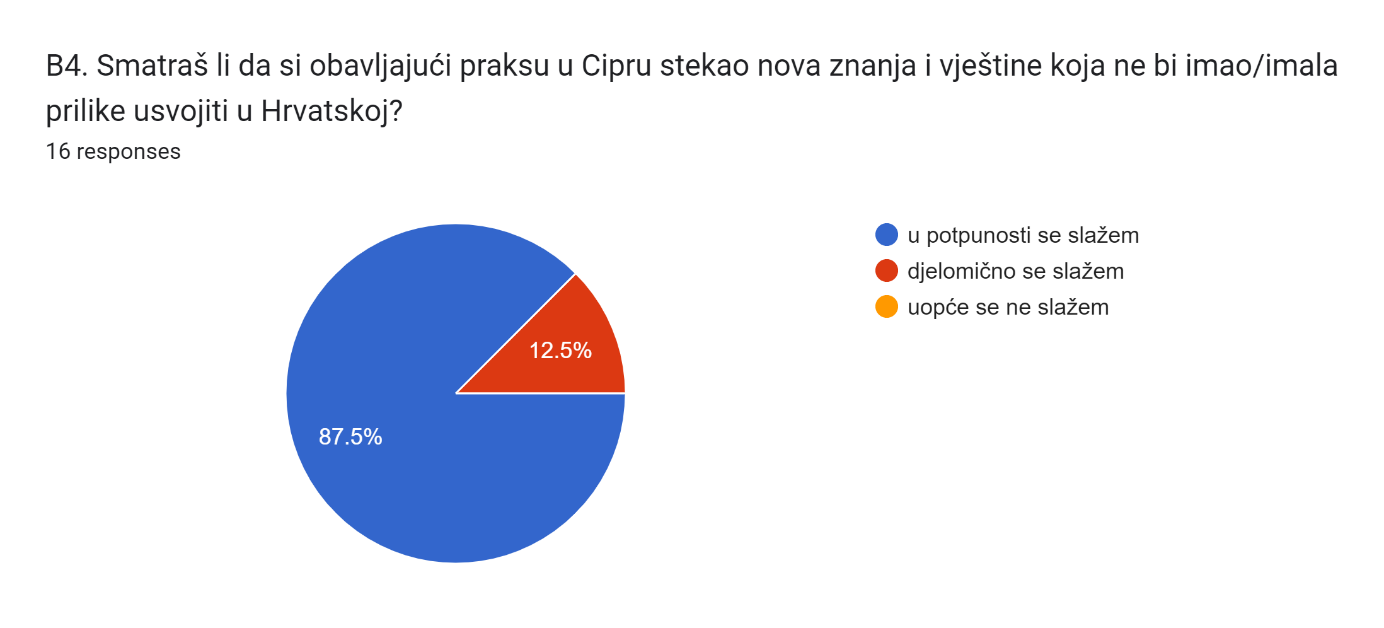 B4. Smatraš li da si obavljajući praksu u Cipru stekao nova znanja i vještine koja ne bi imao/imala
prilike usvojiti u Hrvatskoj?
16 responses
u potpunosti se slažem
djelomično se slažem
uopće se ne slažem
12.5%
87.5%